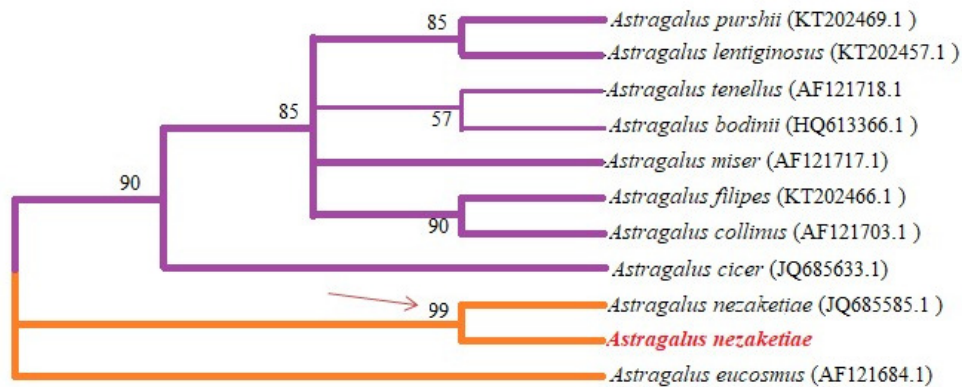 85
Astragalus purshii (KT202469.1 )
Astragalus lentiginosus (KT202457.1 )
85
Astragalus tenellus (AF121718.1
57
Astragalus bodinii (HQ613366.1 )
Astragalus miser (AF121717.1)
90
Astragalus filipes (KT202466.1 )
90
Astragalus collinus (AF121703.1 )
Astragalus cicer (JQ685633.1)
99
Astragalus nezaketiae (JQ685585.1 )
Astragalus nezaketiae
Astragalus eucosmus (AF121684.1)